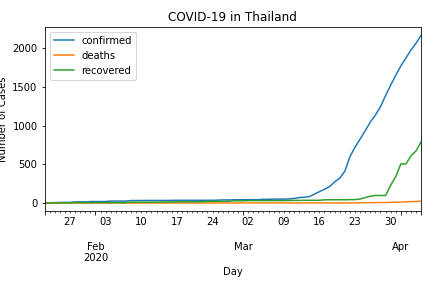 COVID-19 in Thailand
confirmed
deaths
recovered
Number of Cases
2000
1500
1000
500
0
27 03 10 17 24 02 09 16 23 30
Feb Mar Apr
2020
Day